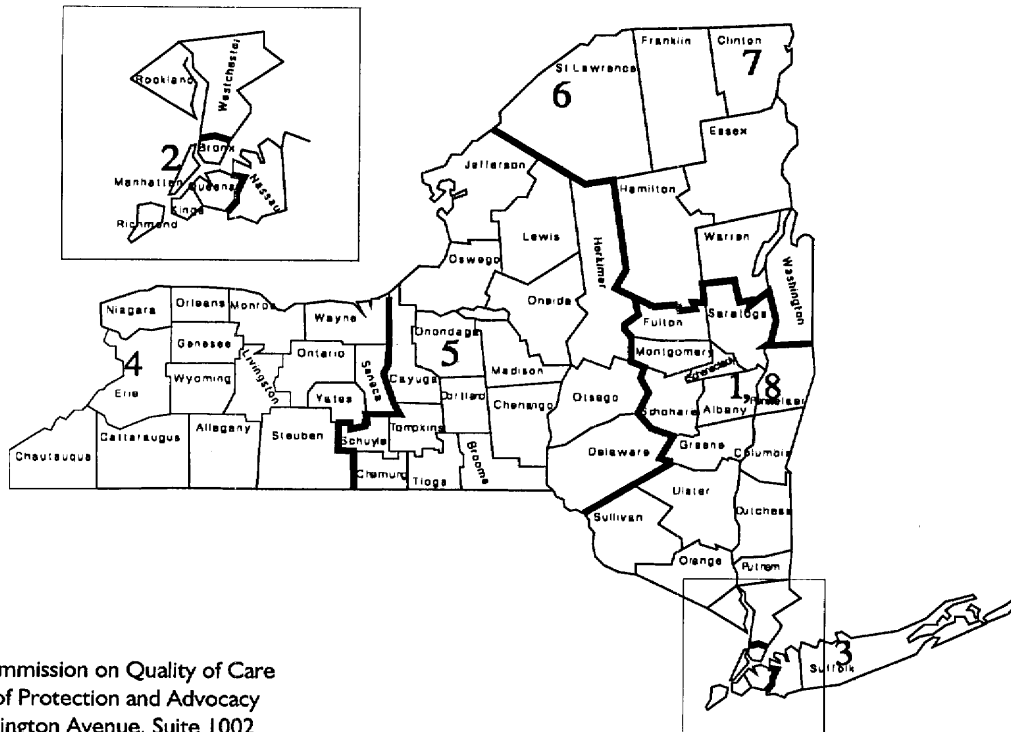 Rockland
Westchester
Bronx
2
Manhattan
Queens
Nassau
Kings
Richmond
Franklin
Clinton
7
St Lawrence
6
Essex
Jefferson
Hamilton
Lewis
Herkimer
Warren
Washington
Oswego
Oneida
Saratoga
Fulton
Niagara
Orleans
Monroe
Wayne
Onondaga
5
Montgomery
Schenectady
Genesee
Ontario
Seneca
Cayuga
Madison
4
Erie
Wyoming
Livingston
Yates
Cortland
Chenango
Otsego
Schoharie
1, 8
Albany
Rensselaer
Chautauqua
Cattaraugus
Allegany
Steuben
Schuyle
Tompkins
Chemung
Tioga
Broome
Delaware
Greene
Columbia
Ulster
Sullivan
Dutchess
Orange
Putnam
3
Suffolk
mmission on Quality of Care
of Protection and Advocacy
ington Avenue, Suite 1002